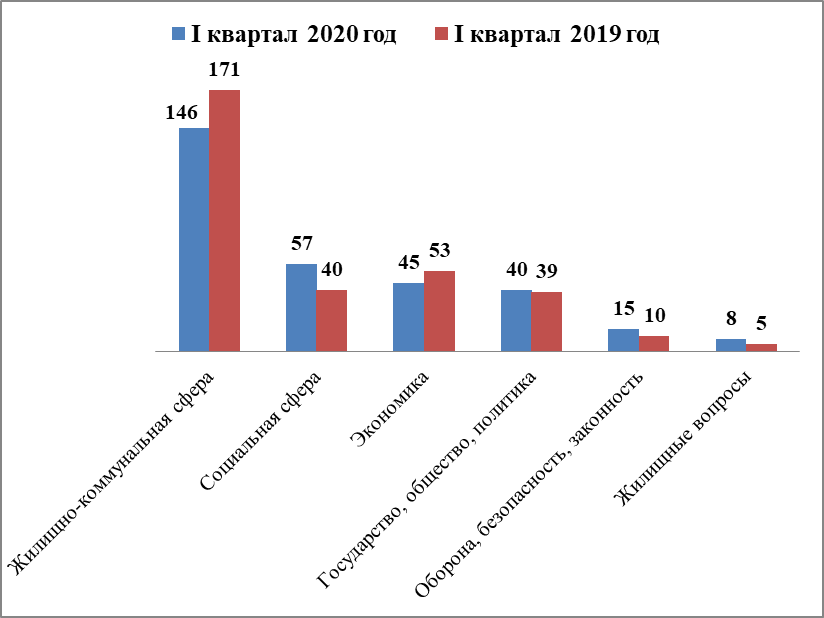 I квартал 2020 год
I квартал 2019 год
146
171
57
40
45
53
40
39
15
10
8
5
Жилищно-коммунальная сфера
Социальная сфера
Экономика
Государство, общество, политика
Оборона, безопасность, законность
Жилищные вопросы